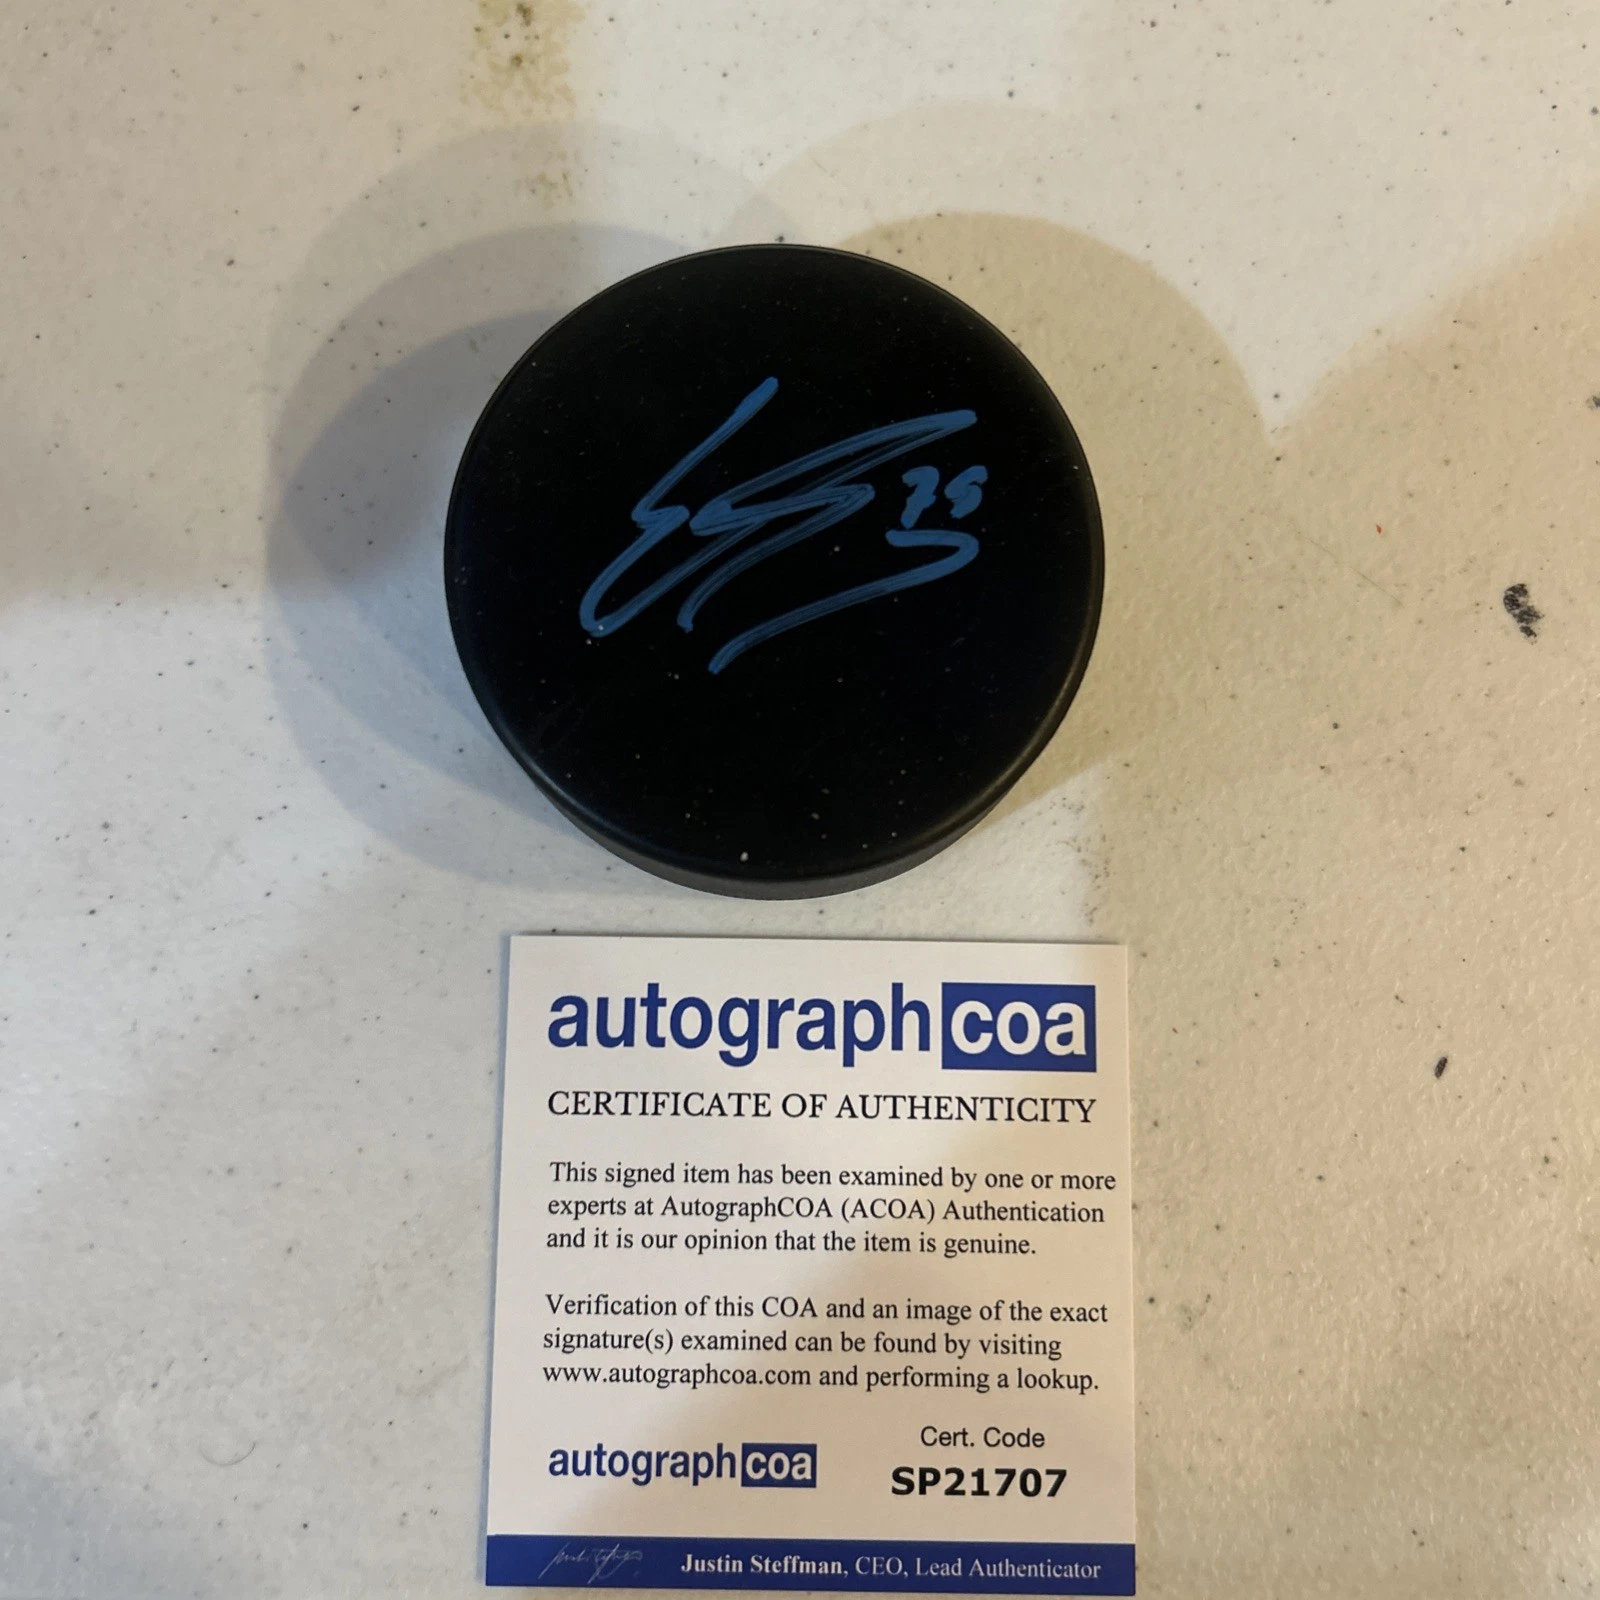 autographcoa
CERTIFICATE OF AUTHENTICITY
This signed item has been examined by one or more
experts at AutographCOA (ACOA) Authentication
and it is our opinion that the item is genuine.
Verification of this COA and an image of the exact
signature(s) examined can be found by visiting
www.autographcoa.com and performing a lookup.
Cert. Code
autographcoa SP21707
Justin Steffman, CEO, Lead Authenticator